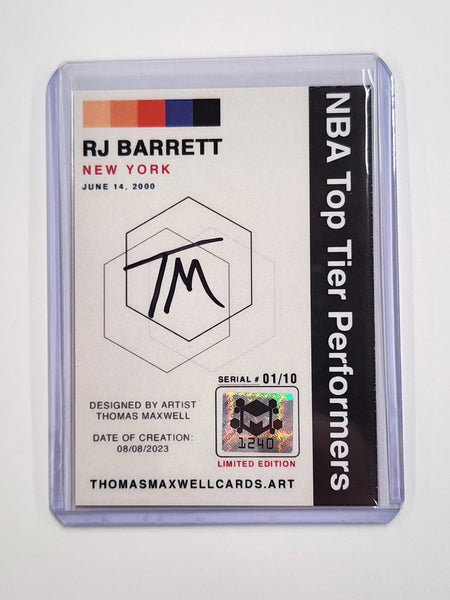 RJ BARRETT
NEW YORK
JUNE 14, 2000
NBA Top Tier Performers
TM
SERIAL # 01/10
1240
LIMITED EDITION
DESIGNED BY ARTIST
THOMAS MAXWELL
DATE OF CREATION:
08/08/2023
THOMASMAXWELLCARDS.ART